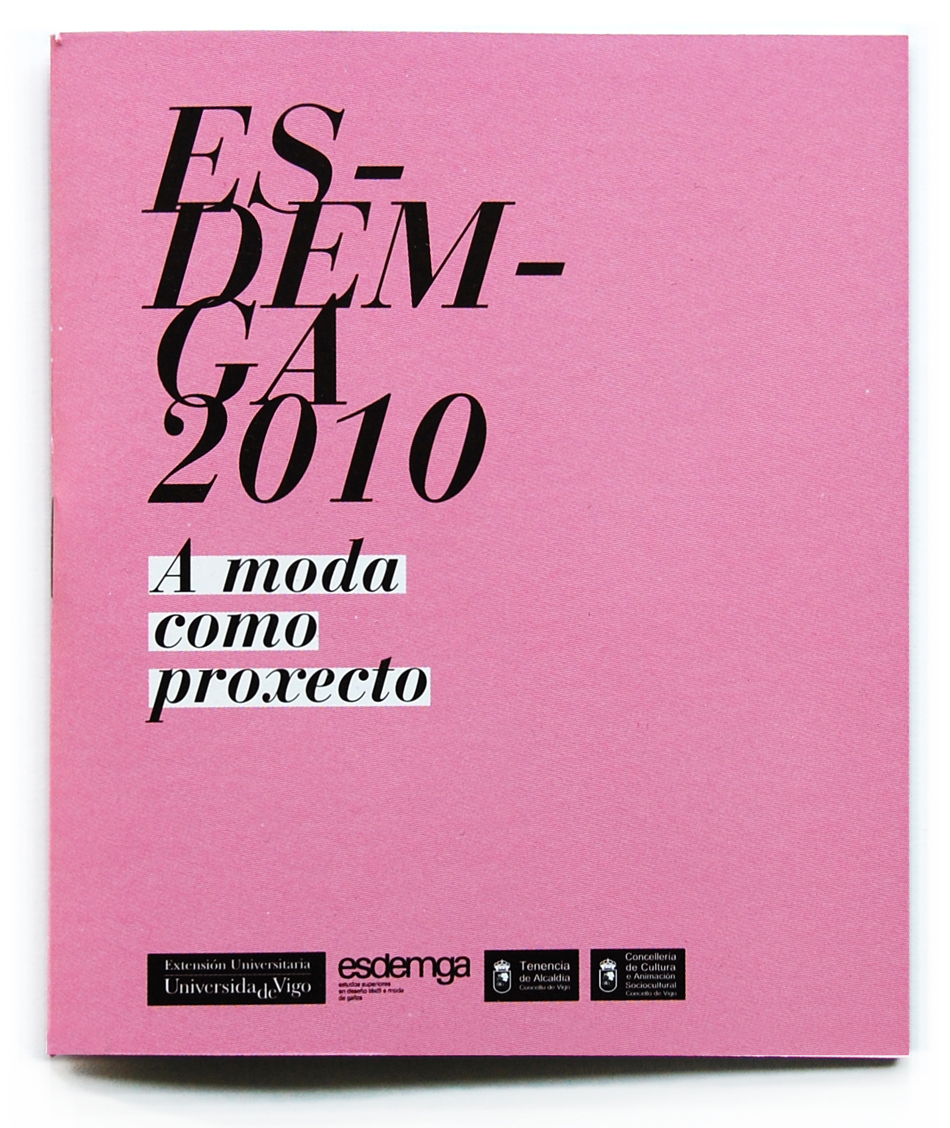 ES-
DEM-
GA
2010
A moda
como
proxecto
Extensión Universitaria
UniversidadeVigo
esdemga
estudos superiores
en deseño téxtil e moda
de galicia
Tenencia
de Alcaldía
Concello de Vigo
Concellería
de Cultura
e Animación
Sociocultural
Concello de Vigo